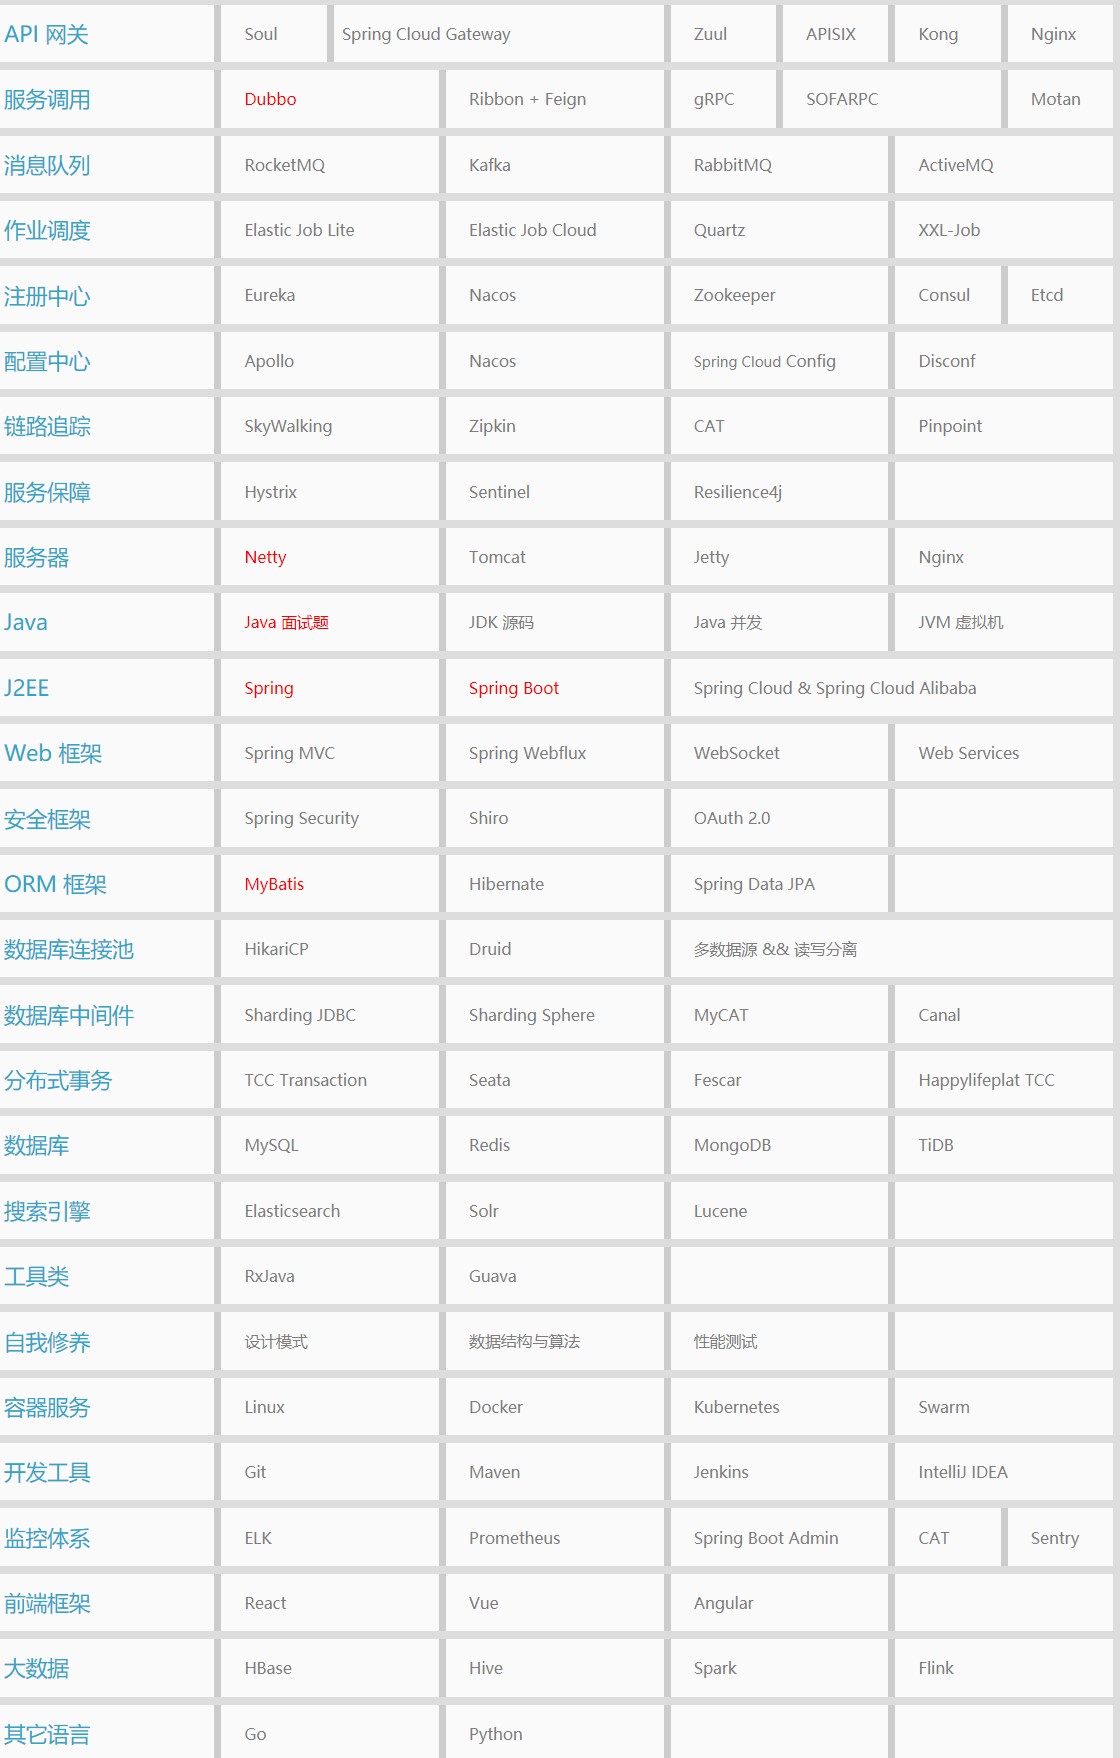 API 网关 Soul Spring Cloud Gateway Zuul APISIX Kong Nginx
服务调用 Dubbo Ribbon + Feign gRPC SOFARPC Motan
消息队列 RocketMQ Kafka RabbitMQ ActiveMQ
作业调度 Elastic Job Lite Elastic Job Cloud Quartz XXL-Job
注册中心 Eureka Nacos Zookeeper Consul Etcd
配置中心 Apollo Nacos Spring Cloud Config Disconf
链路追踪 SkyWalking Zipkin CAT Pinpoint
服务保障 Hystrix Sentinel Resilience4j
服务器 Netty Tomcat Jetty Nginx
Java Java 面试题 JDK 源码 Java 并发 JVM 虚拟机
J2EE Spring Spring Boot Spring Cloud & Spring Cloud Alibaba
Web 框架 Spring MVC Spring Webflux WebSocket Web Services
安全框架 Spring Security Shiro OAuth 2.0
ORM 框架 MyBatis Hibernate Spring Data JPA
数据库连接池 HikariCP Druid 多数据源 && 读写分离
数据库中间件 Sharding JDBC Sharding Sphere MyCAT Canal
分布式事务 TCC Transaction Seata Fescar Happylifeplat TCC
数据库 MySQL Redis MongoDB TiDB
搜索引擎 Elasticsearch Solr Lucene
工具类 RxJava Guava
自我修养 设计模式 数据结构与算法 性能测试
容器服务 Linux Docker Kubernetes Swarm
开发工具 Git Maven Jenkins IntelliJ IDEA
监控体系 ELK Prometheus Spring Boot Admin CAT Sentry
前端框架 React Vue Angular
大数据 HBase Hive Spark Flink
其它语言 Go Python